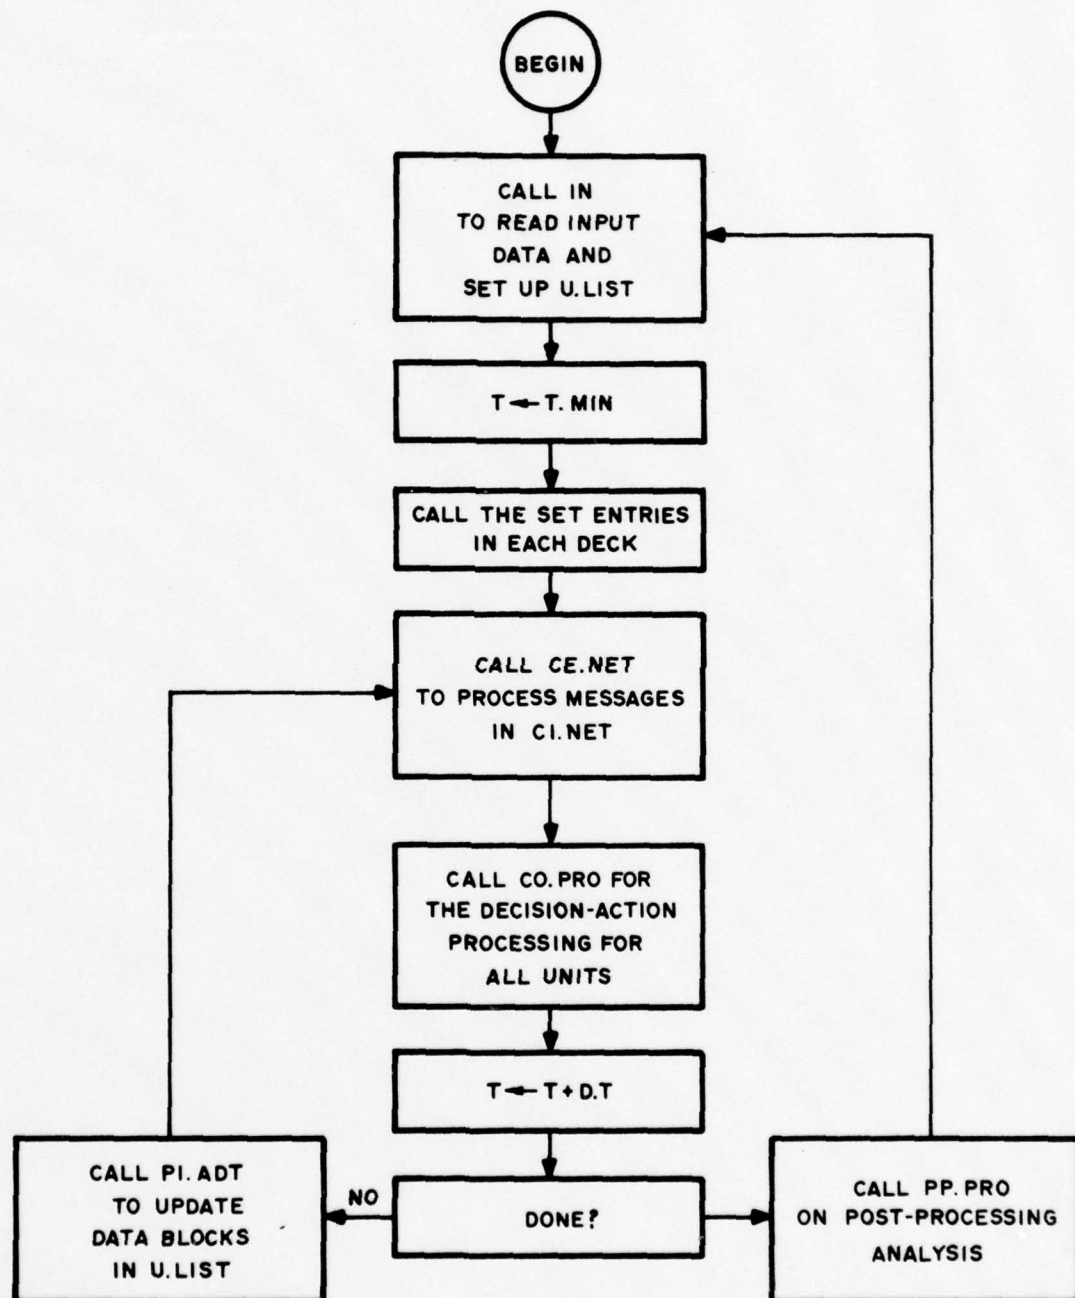 BEGIN
CALL IN
TO READ INPUT
DATA AND
SET UP U.LIST
T ← T. MIN
CALL THE SET ENTRIES
IN EACH DECK
CALL CE.NET
TO PROCESS MESSAGES
IN CI.NET
CALL CO.PRO FOR
THE DECISION-ACTION
PROCESSING FOR
ALL UNITS
T ← T + D.T
CALL PI.ADT
TO UPDATE
DATA BLOCKS
IN U.LIST
NO
DONE?
CALL PP.PRO
ON POST-PROCESSING
ANALYSIS